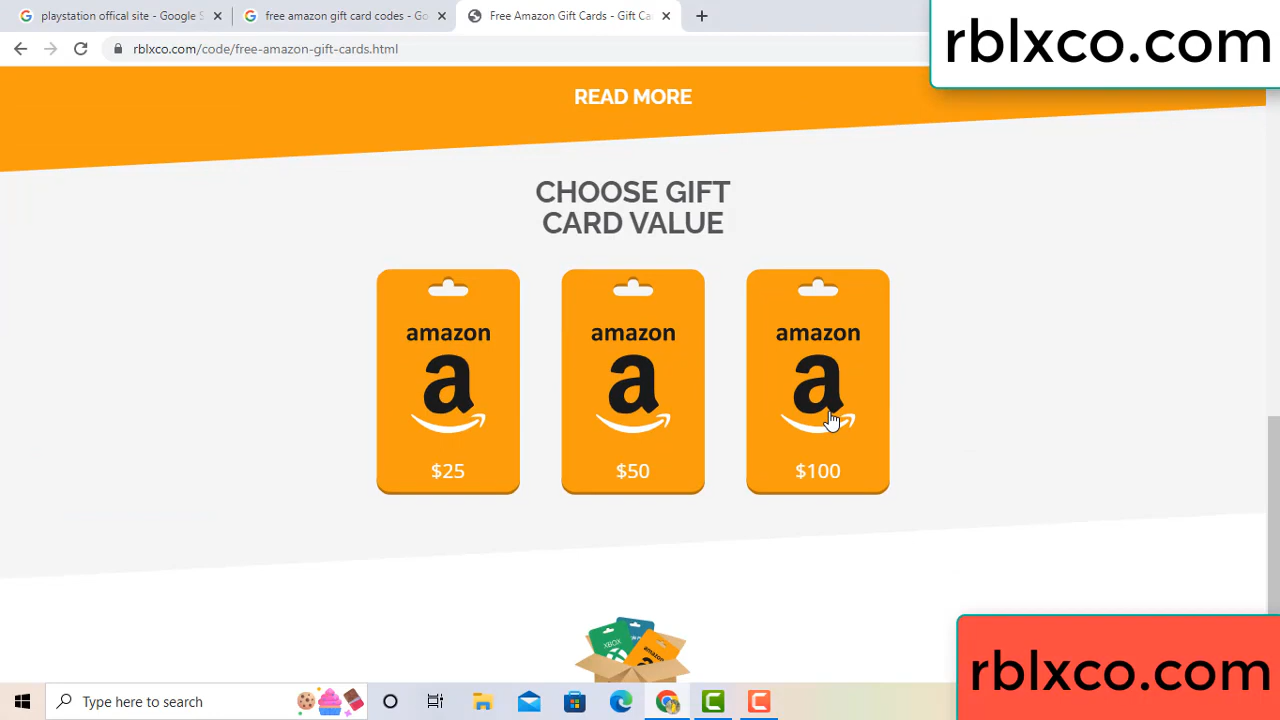 playstation offical site - Google S
free amazon gift card codes - Go
Free Amazon Gift Cards - Gift Ca
rblxco.com/code/free-amazon-gift-cards.html
rblxco.com
READ MORE
CHOOSE GIFT
CARD VALUE
amazon
a
$25
amazon
a
$50
amazon
a
$100
XBOX
amazon
rblxco.com
Type here to search